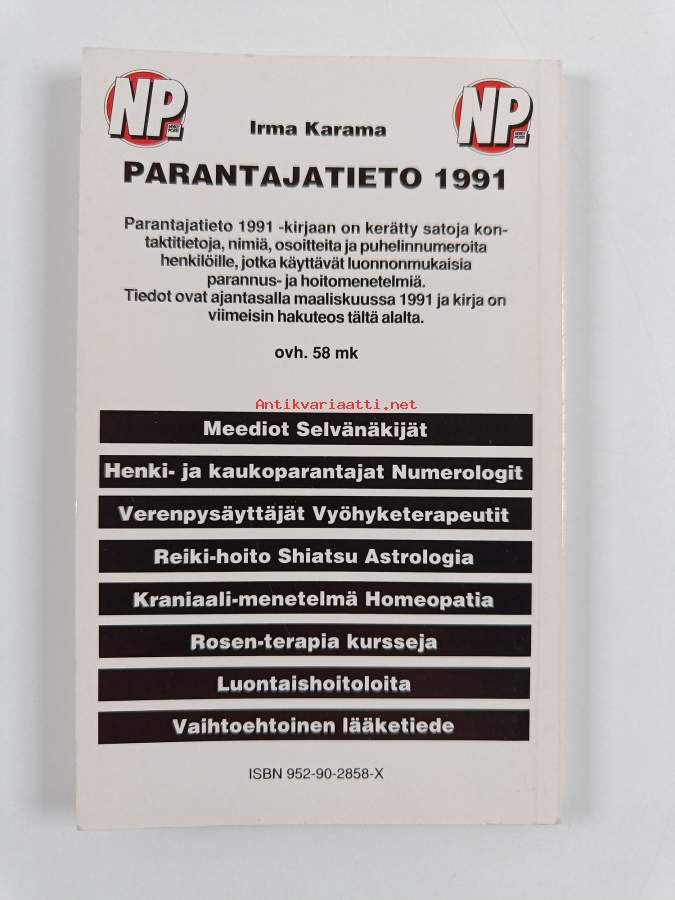 NP
NP
Irma Karama
PARANTAJATIETO 1991
Parantajatieto 1991 -kirjaan on kerätty satoja kon-
taktitietoja, nimiä, osoitteita ja puhelinnumeroita
henkilöille, jotka käyttävät luonnonmukaisia
parannus- ja hoitomenetelmiä.
Tiedot ovat ajantasalla maaliskuussa 1991 ja kirja on
viimeisin hakuteos tältä alalta.
ovh. 58 mk
Antikvariaatti.net
Meediot Selvänäkijät
Henki- ja kaukoparantajat Numerologit
Verenpysäyttäjät Vyöhyketerapeutit
Reiki-hoito Shiatsu Astrologia
Kraniaali-menetelmä Homeopatia
Rosen-terapia kursseja
Luontaishoitoloita
Vaihtoehtoinen lääketiede
ISBN 952-90-2858-X